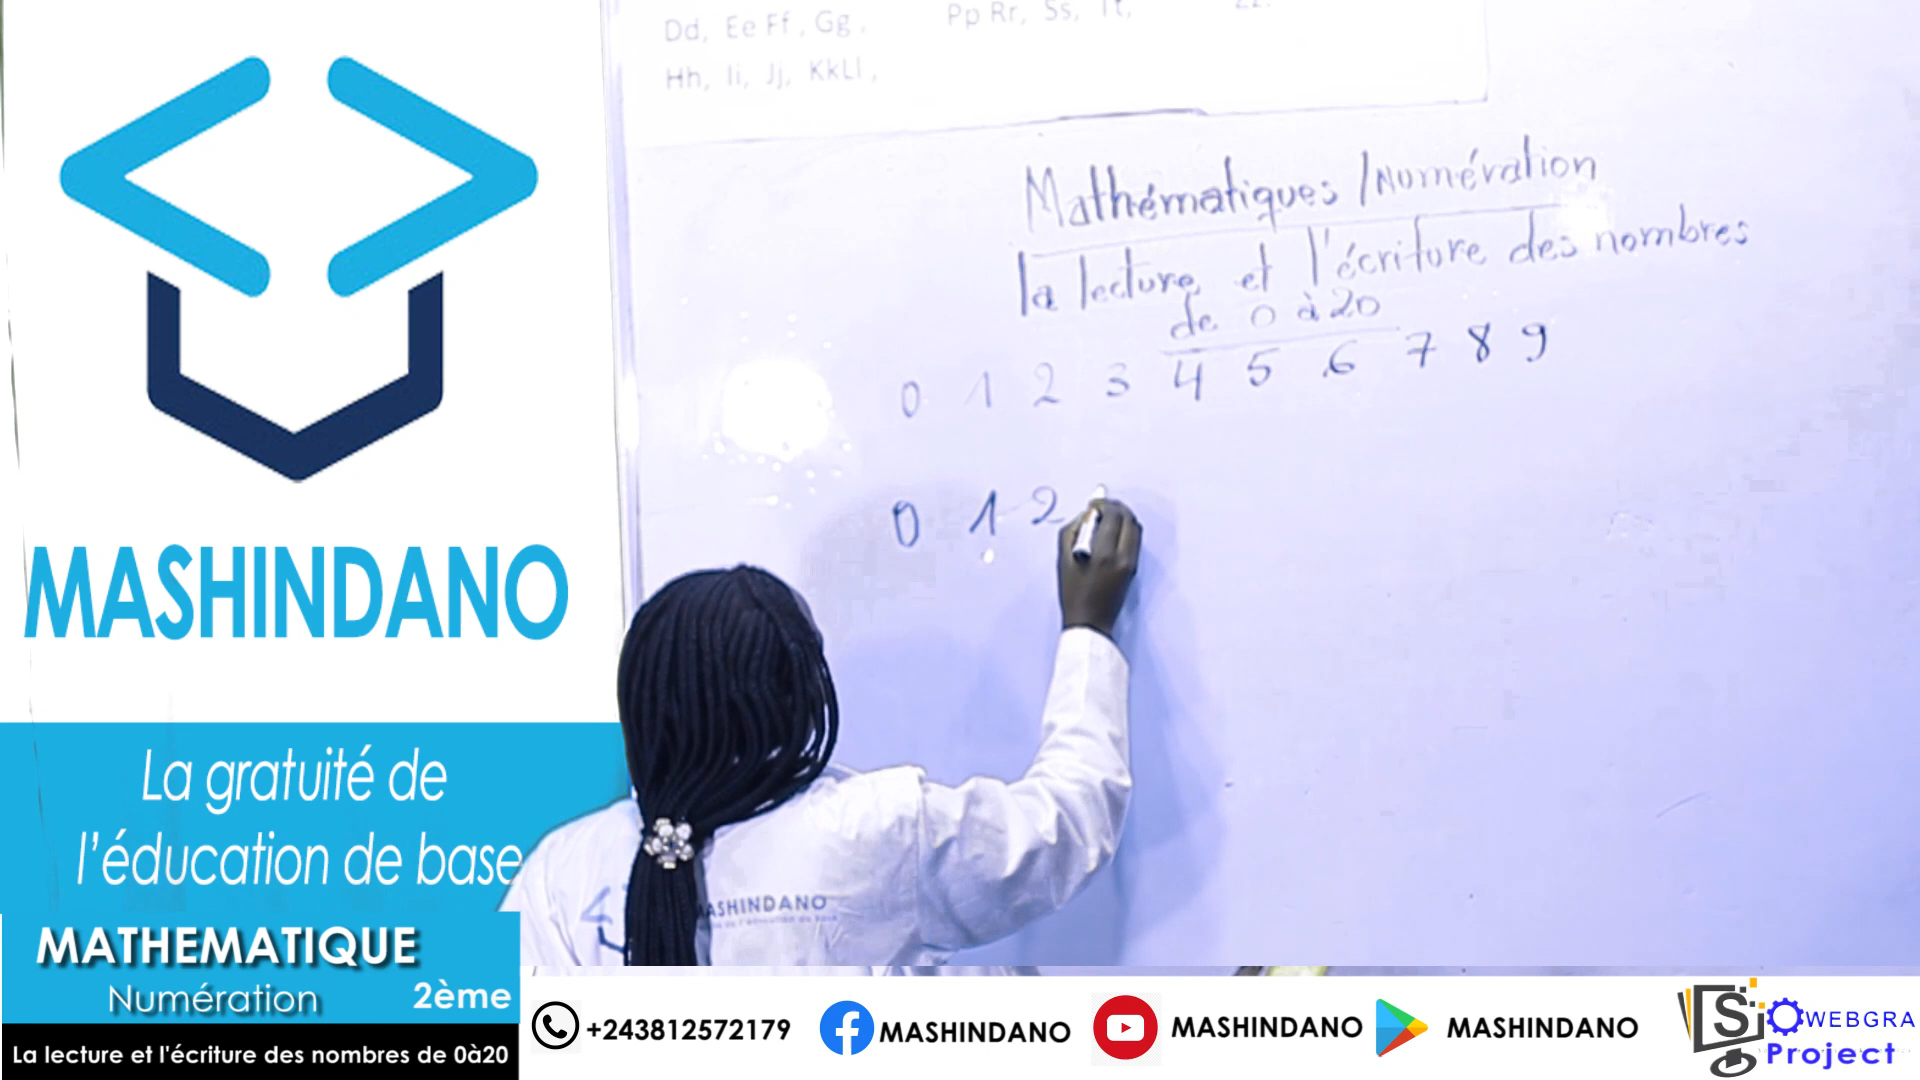 Dd, Ee Ff, Gg,
Pp Rr, Ss, Tt,
Hh, Ii, Jj, KkLl,
Mathématiques /Numération
la lecture et l'écriture des nombres
de 0 à 20
0 1 2 3 4 5 6 7 8 9
0 1 2
MASHINDANO
La gratuité de
l'éducation de base
MASHINDANO
MATHEMATIQUE
Numération 2ème
La lecture et l'écriture des nombres de 0à20
+243812572179 MASHINDANO MASHINDANO MASHINDANO
WEBGRA
Project